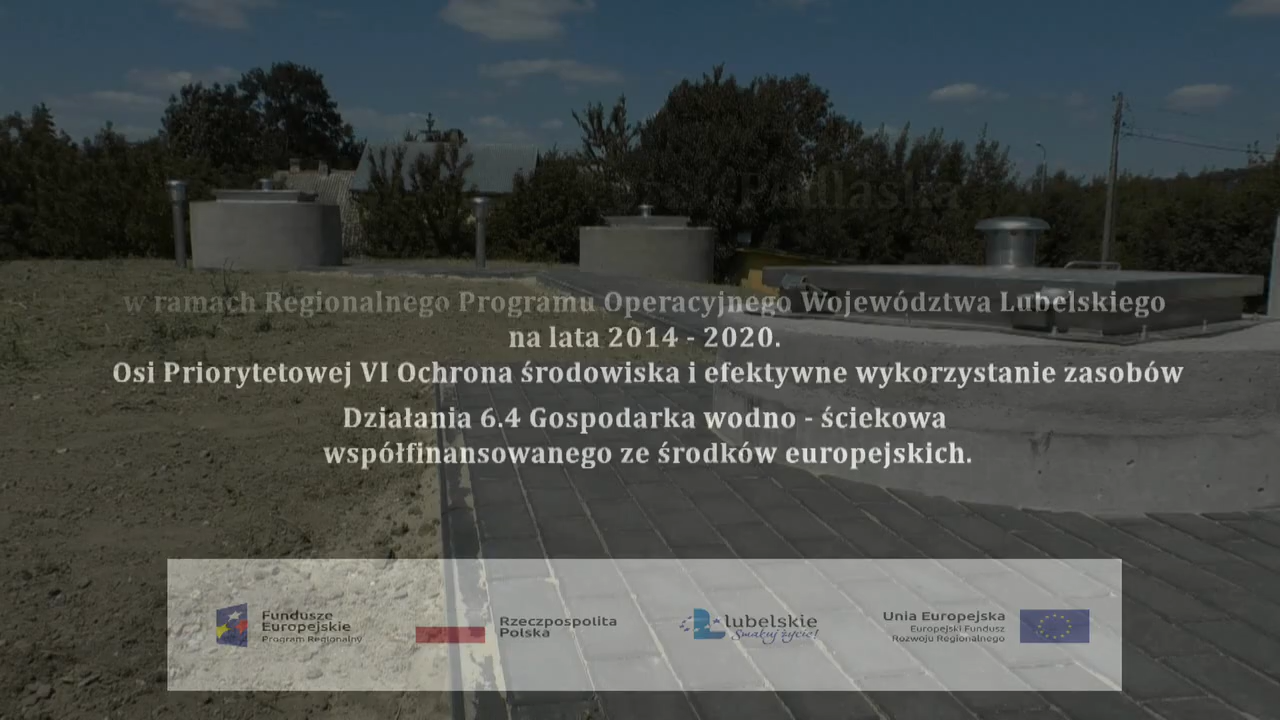 Podlaska
w ramach Regionalnego Programu Operacyjnego Województwa Lubelskiego
na lata 2014 - 2020.
Osi Priorytetowej VI Ochrona środowiska i efektywne wykorzystanie zasobów
Działania 6.4 Gospodarka wodno - ściekowa
współfinansowanego ze środków europejskich.
Fundusze
Europejskie
Program Regionalny
Rzeczpospolita
Polska
lubelskie
Smakuj życie!
Unia Europejska
Europejski Fundusz
Rozwoju Regionalnego